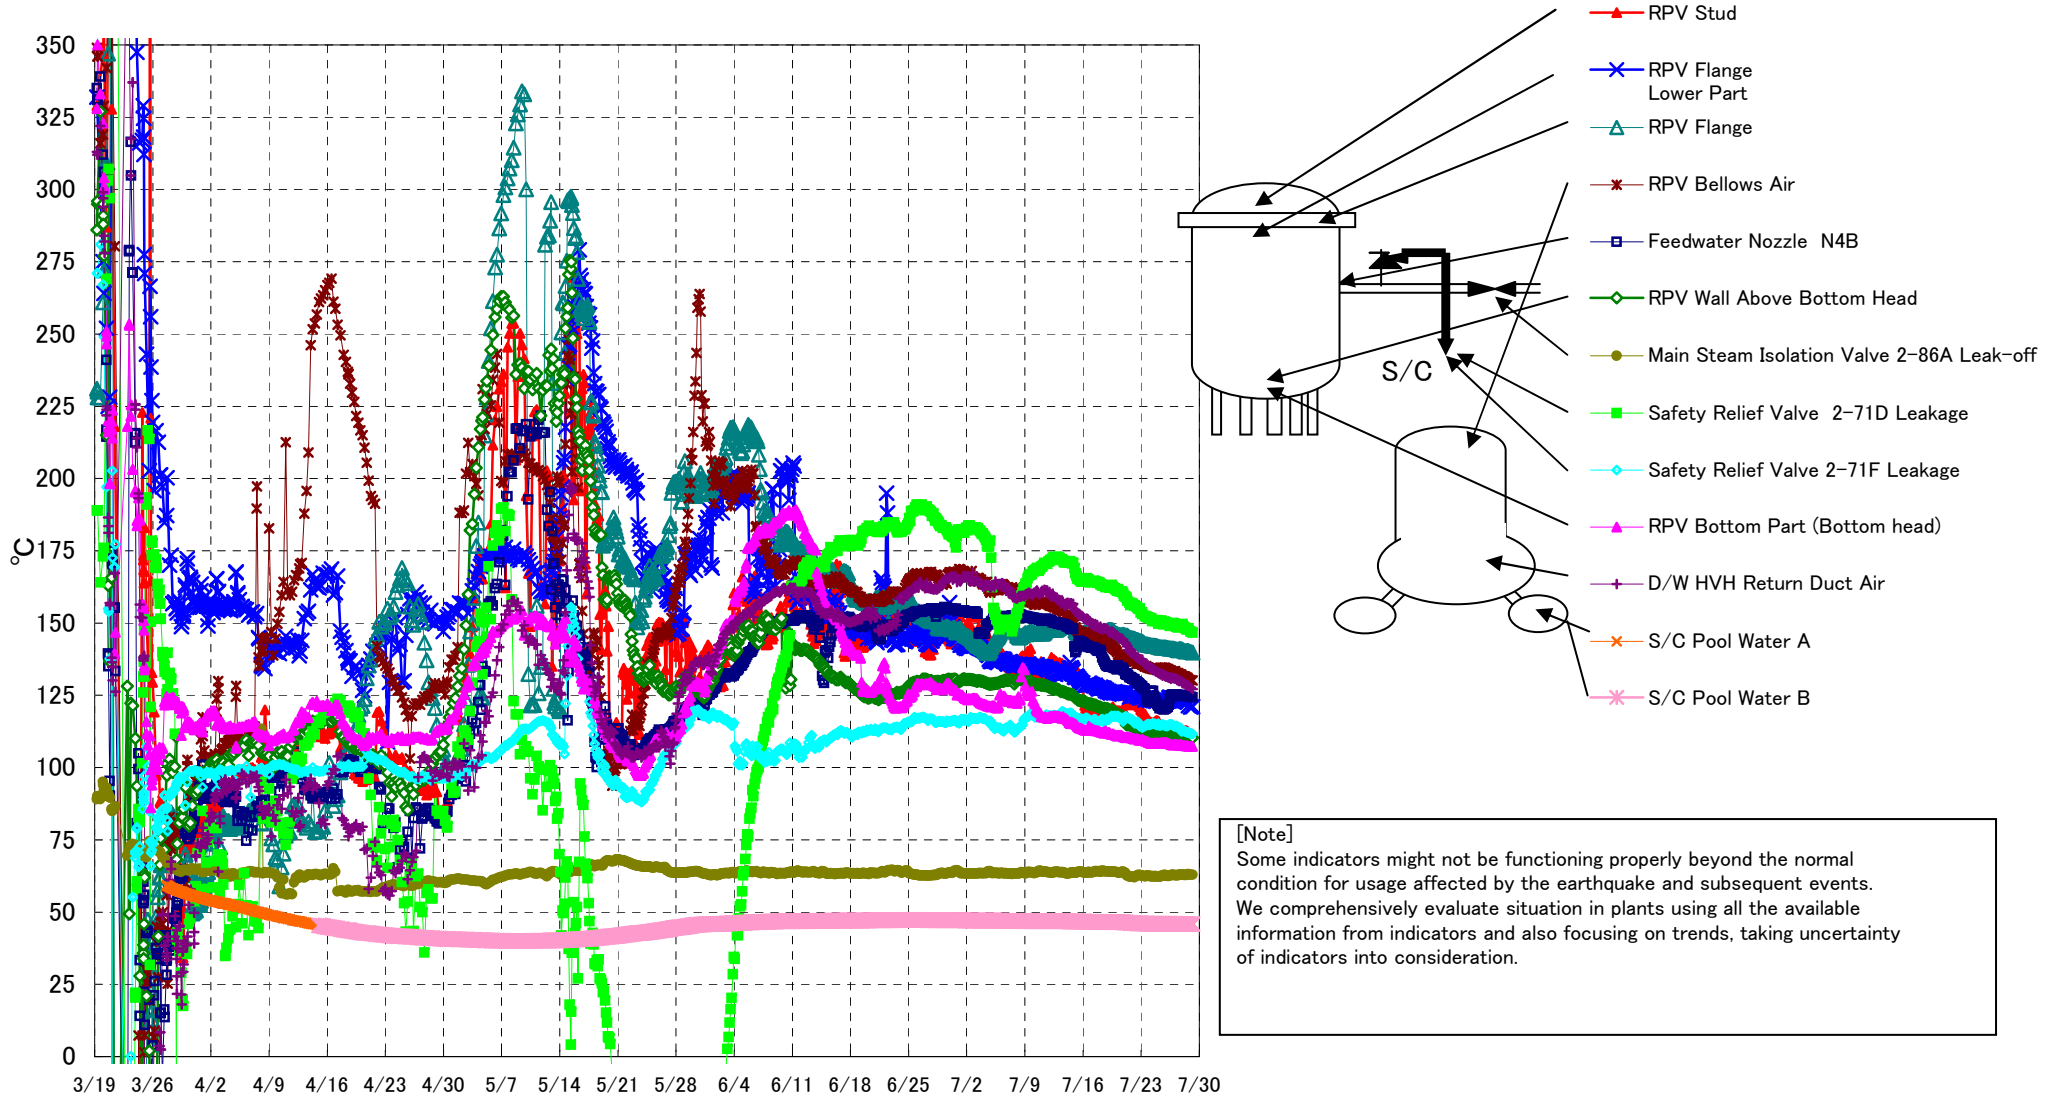 ℃
350
325
300
275
250
225
200
175
150
125
100
75
50
25
0
3/19
3/26
4/2
4/9
4/16
4/23
4/30
5/7
5/14
5/21
5/28
6/4
6/11
6/18
6/25
7/2
7/9
7/16
7/23
7/30
RPV Stud
RPV Flange
Lower Part
RPV Flange
RPV Bellows Air
Feedwater Nozzle N4B
RPV Wall Above Bottom Head
Main Steam Isolation Valve 2-86A Leak-off
Safety Relief Valve 2-71D Leakage
Safety Relief Valve 2-71F Leakage
RPV Bottom Part (Bottom head)
D/W HVH Return Duct Air
S/C Pool Water A
S/C Pool Water B
S/C
[Note]
Some indicators might not be functioning properly beyond the normal
condition for usage affected by the earthquake and subsequent events.
We comprehensively evaluate situation in plants using all the available
information from indicators and also focusing on trends, taking uncertainty
of indicators into consideration.